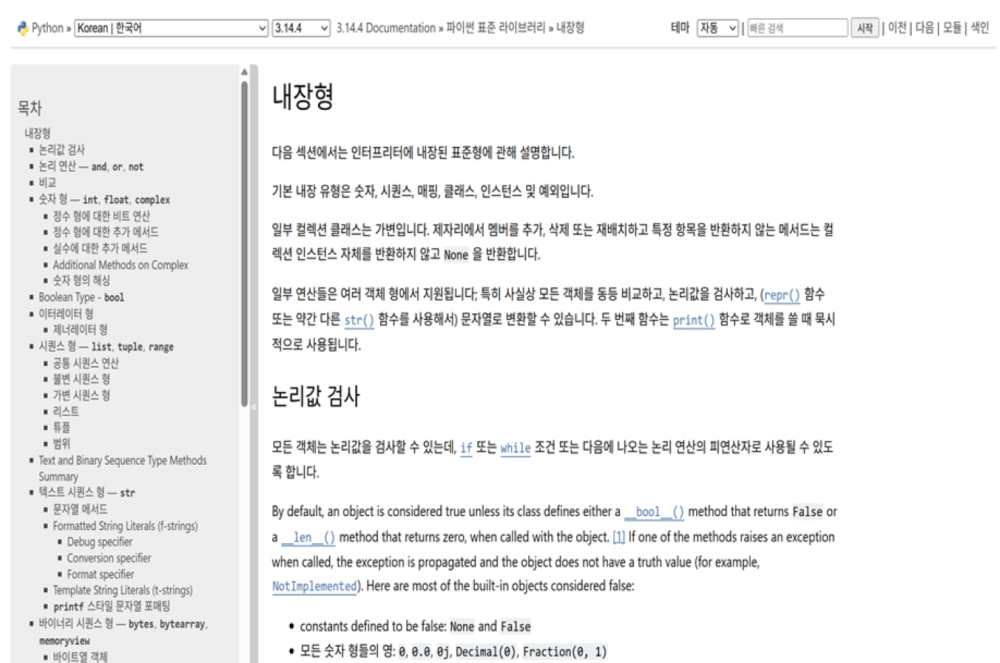 Python » Korean | 한국어 3.14.4 3.14.4 Documentation » 파이썬 표준 라이브러리 » 내장형 테마 자동 | 빠른 검색 시작 | 이전 | 다음 | 모듈 | 색인
목차
내장형
▪ 논리값 검사
▪ 논리 연산 — and, or, not
▪ 비교
▪ 숫자 형 — int, float, complex
▪ 정수 형에 대한 비트 연산
▪ 정수 형에 대한 추가 메서드
▪ 실수에 대한 추가 메서드
▪ Additional Methods on Complex
▪ 숫자 형의 해싱
▪ Boolean Type - bool
▪ 이터레이터 형
▪ 제너레이터 형
▪ 시퀀스 형 — list, tuple, range
▪ 공통 시퀀스 연산
▪ 불변 시퀀스 형
▪ 가변 시퀀스 형
▪ 리스트
▪ 튜플
▪ 범위
▪ Text and Binary Sequence Type Methods
Summary
▪ 텍스트 시퀀스 형 — str
▪ 문자열 메서드
▪ Formatted String Literals (f-strings)
▪ Debug specifier
▪ Conversion specifier
▪ Format specifier
▪ Template String Literals (t-strings)
▪ printf 스타일 문자열 포매팅
▪ 바이너리 시퀀스 형 — bytes, bytearray,
memoryview
▪ 바이트열 객체
«
내장형
다음 섹션에서는 인터프리터에 내장된 표준형에 관해 설명합니다.
기본 내장 유형은 숫자, 시퀀스, 매핑, 클래스, 인스턴스 및 예외입니다.
일부 컬렉션 클래스는 가변입니다. 제자리에서 멤버를 추가, 삭제 또는 재배치하고 특정 항목을 반환하지 않는 메서드는 컬
렉션 인스턴스 자체를 반환하지 않고 None 을 반환합니다.
일부 연산들은 여러 객체 형에서 지원됩니다; 특히 사실상 모든 객체를 동등 비교하고, 논리값을 검사하고, (repr() 함수
또는 약간 다른 str() 함수를 사용해서) 문자열로 변환할 수 있습니다. 두 번째 함수는 print() 함수로 객체를 쓸 때 묵시
적으로 사용됩니다.
논리값 검사
모든 객체는 논리값을 검사할 수 있는데, if 또는 while 조건 또는 다음에 나오는 논리 연산의 피연산자로 사용될 수 있도
록 합니다.
By default, an object is considered true unless its class defines either a __bool__() method that returns False or
a __len__() method that returns zero, when called with the object. [1] If one of the methods raises an exception
when called, the exception is propagated and the object does not have a truth value (for example,
NotImplemented). Here are most of the built-in objects considered false:
• constants defined to be false: None and False
• 모든 숫자 형들의 영: 0, 0.0, 0j, Decimal(0), Fraction(0, 1)